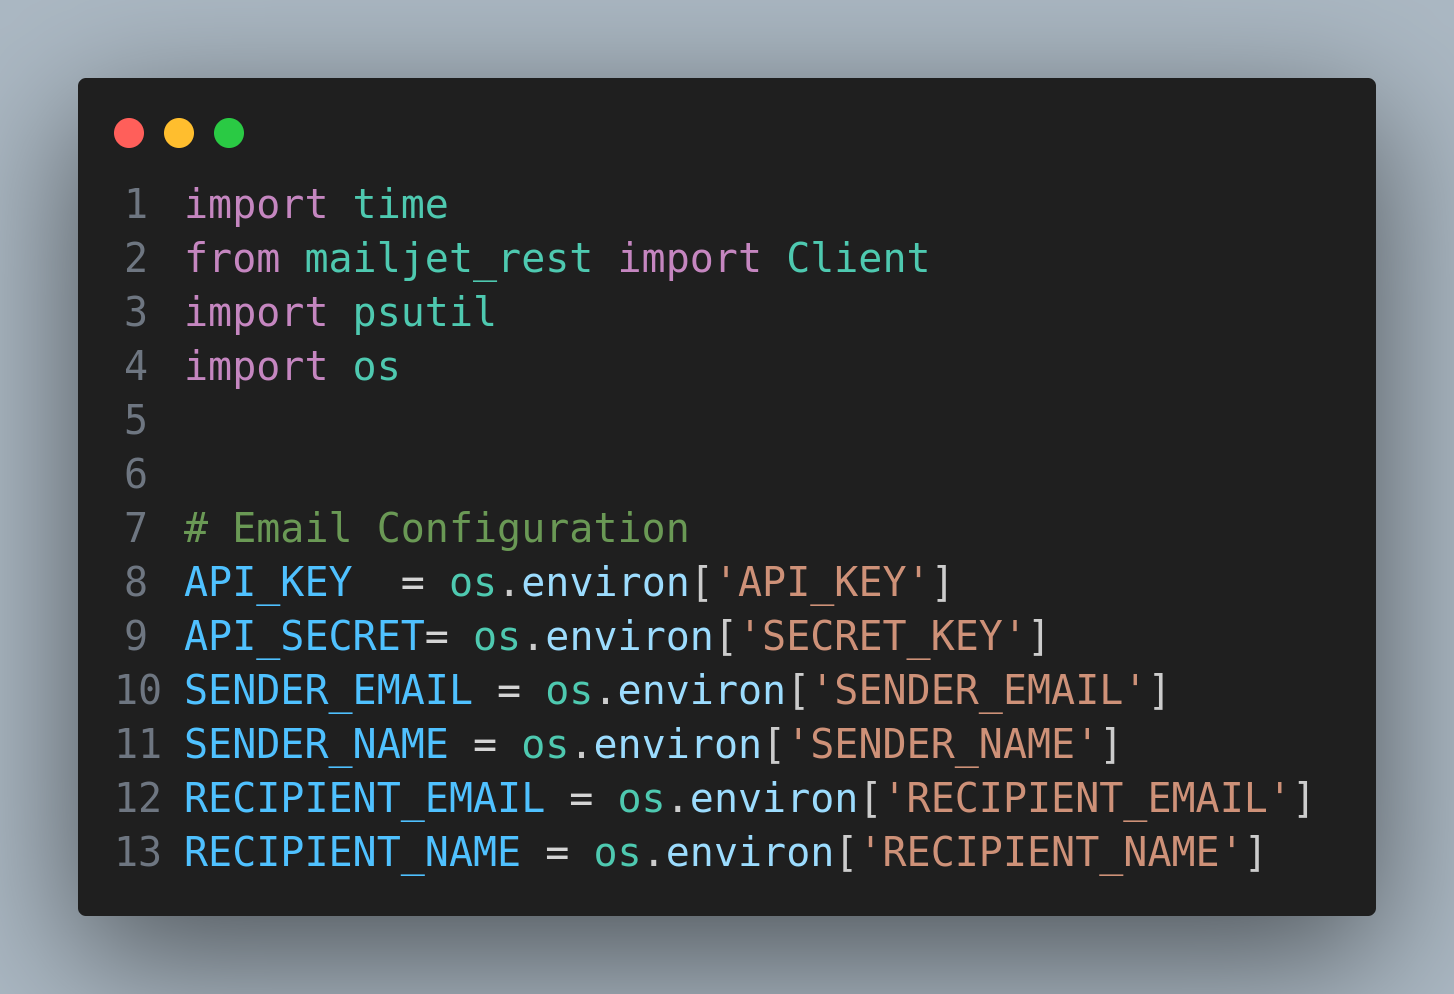 1 import time
2 from mailjet_rest import Client
3 import psutil
4 import os
5
6
7 # Email Configuration
8 API_KEY  = os.environ['API_KEY']
9 API_SECRET= os.environ['SECRET_KEY']
10 SENDER_EMAIL = os.environ['SENDER_EMAIL']
11 SENDER_NAME = os.environ['SENDER_NAME']
12 RECIPIENT_EMAIL = os.environ['RECIPIENT_EMAIL']
13 RECIPIENT_NAME = os.environ['RECIPIENT_NAME']